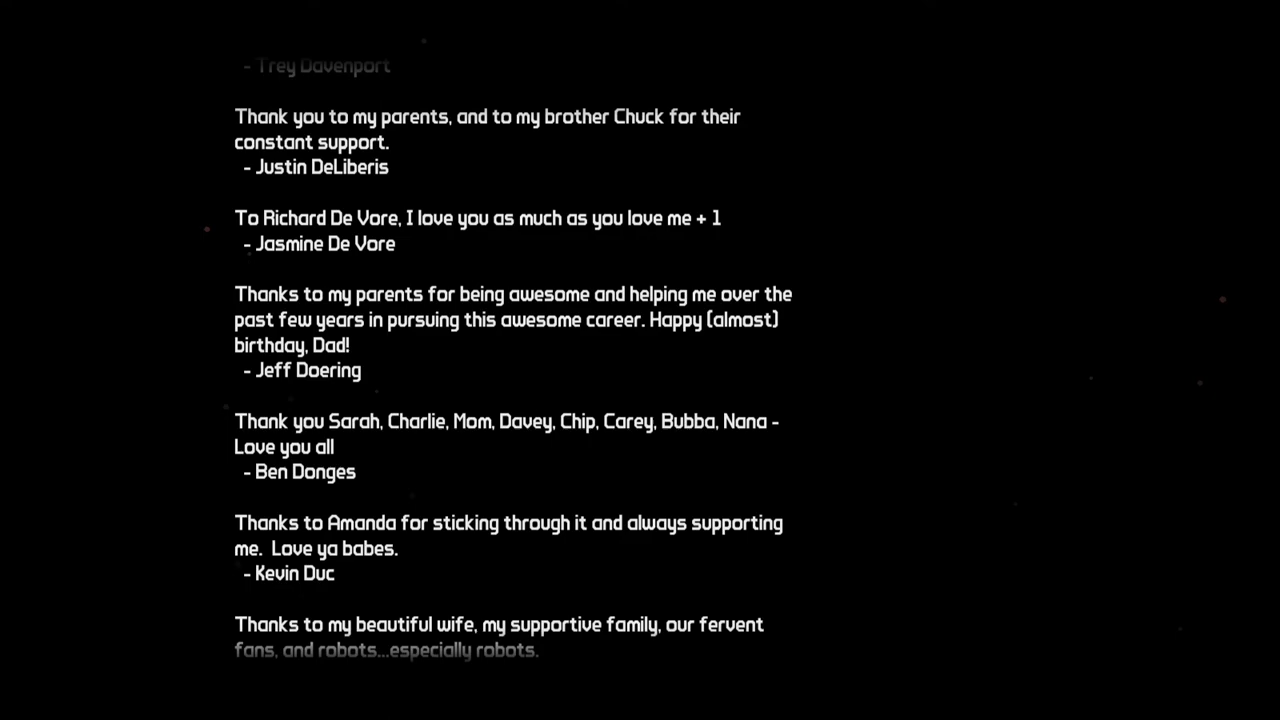 - Trey Davenport
Thank you to my parents, and to my brother Chuck for their
constant support.
- Justin DeLiberis
To Richard De Vore, I love you as much as you love me + 1
- Jasmine De Vore
Thanks to my parents for being awesome and helping me over the
past few years in pursuing this awesome career. Happy (almost)
birthday, Dad!
- Jeff Doering
Thank you Sarah, Charlie, Mom, Davey, Chip, Carey, Bubba, Nana -
Love you all
- Ben Donges
Thanks to Amanda for sticking through it and always supporting
me.  Love ya babes.
- Kevin Duc
Thanks to my beautiful wife, my supportive family, our fervent
fans, and robots...especially robots.